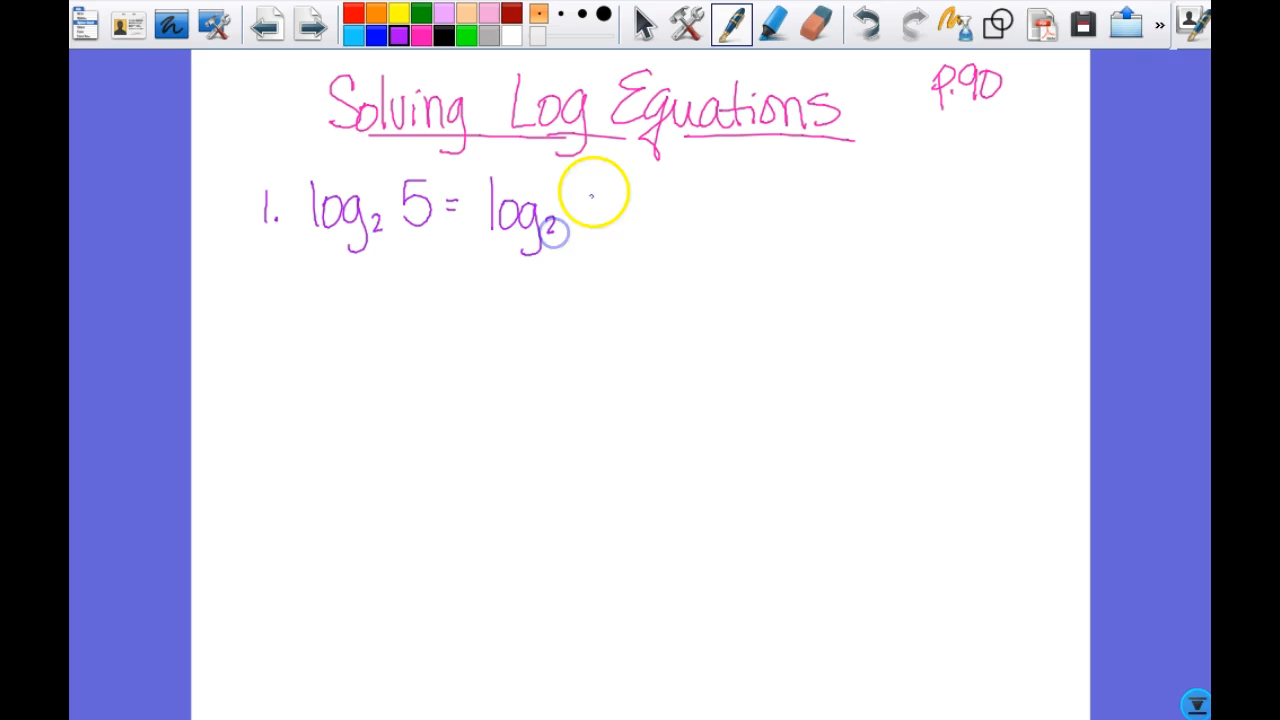 Solving Log Equations p.90
1. log₂ 5 = log₂